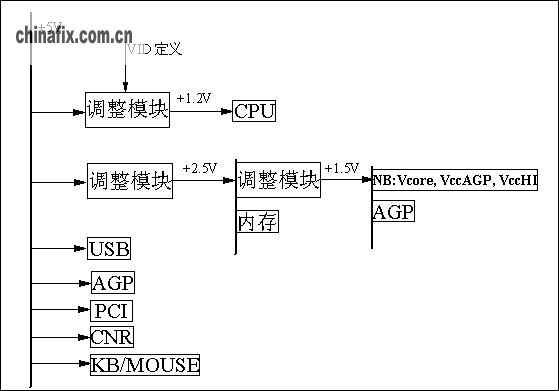 +5V
chinafix.com.cn
VID 定义
调整模块
+1.2V
CPU
调整模块
+2.5V
调整模块
+1.5V
NB:Vcore, VccAGP, VccHI
内存
AGP
USB
AGP
PCI
CNR
KB/MOUSE